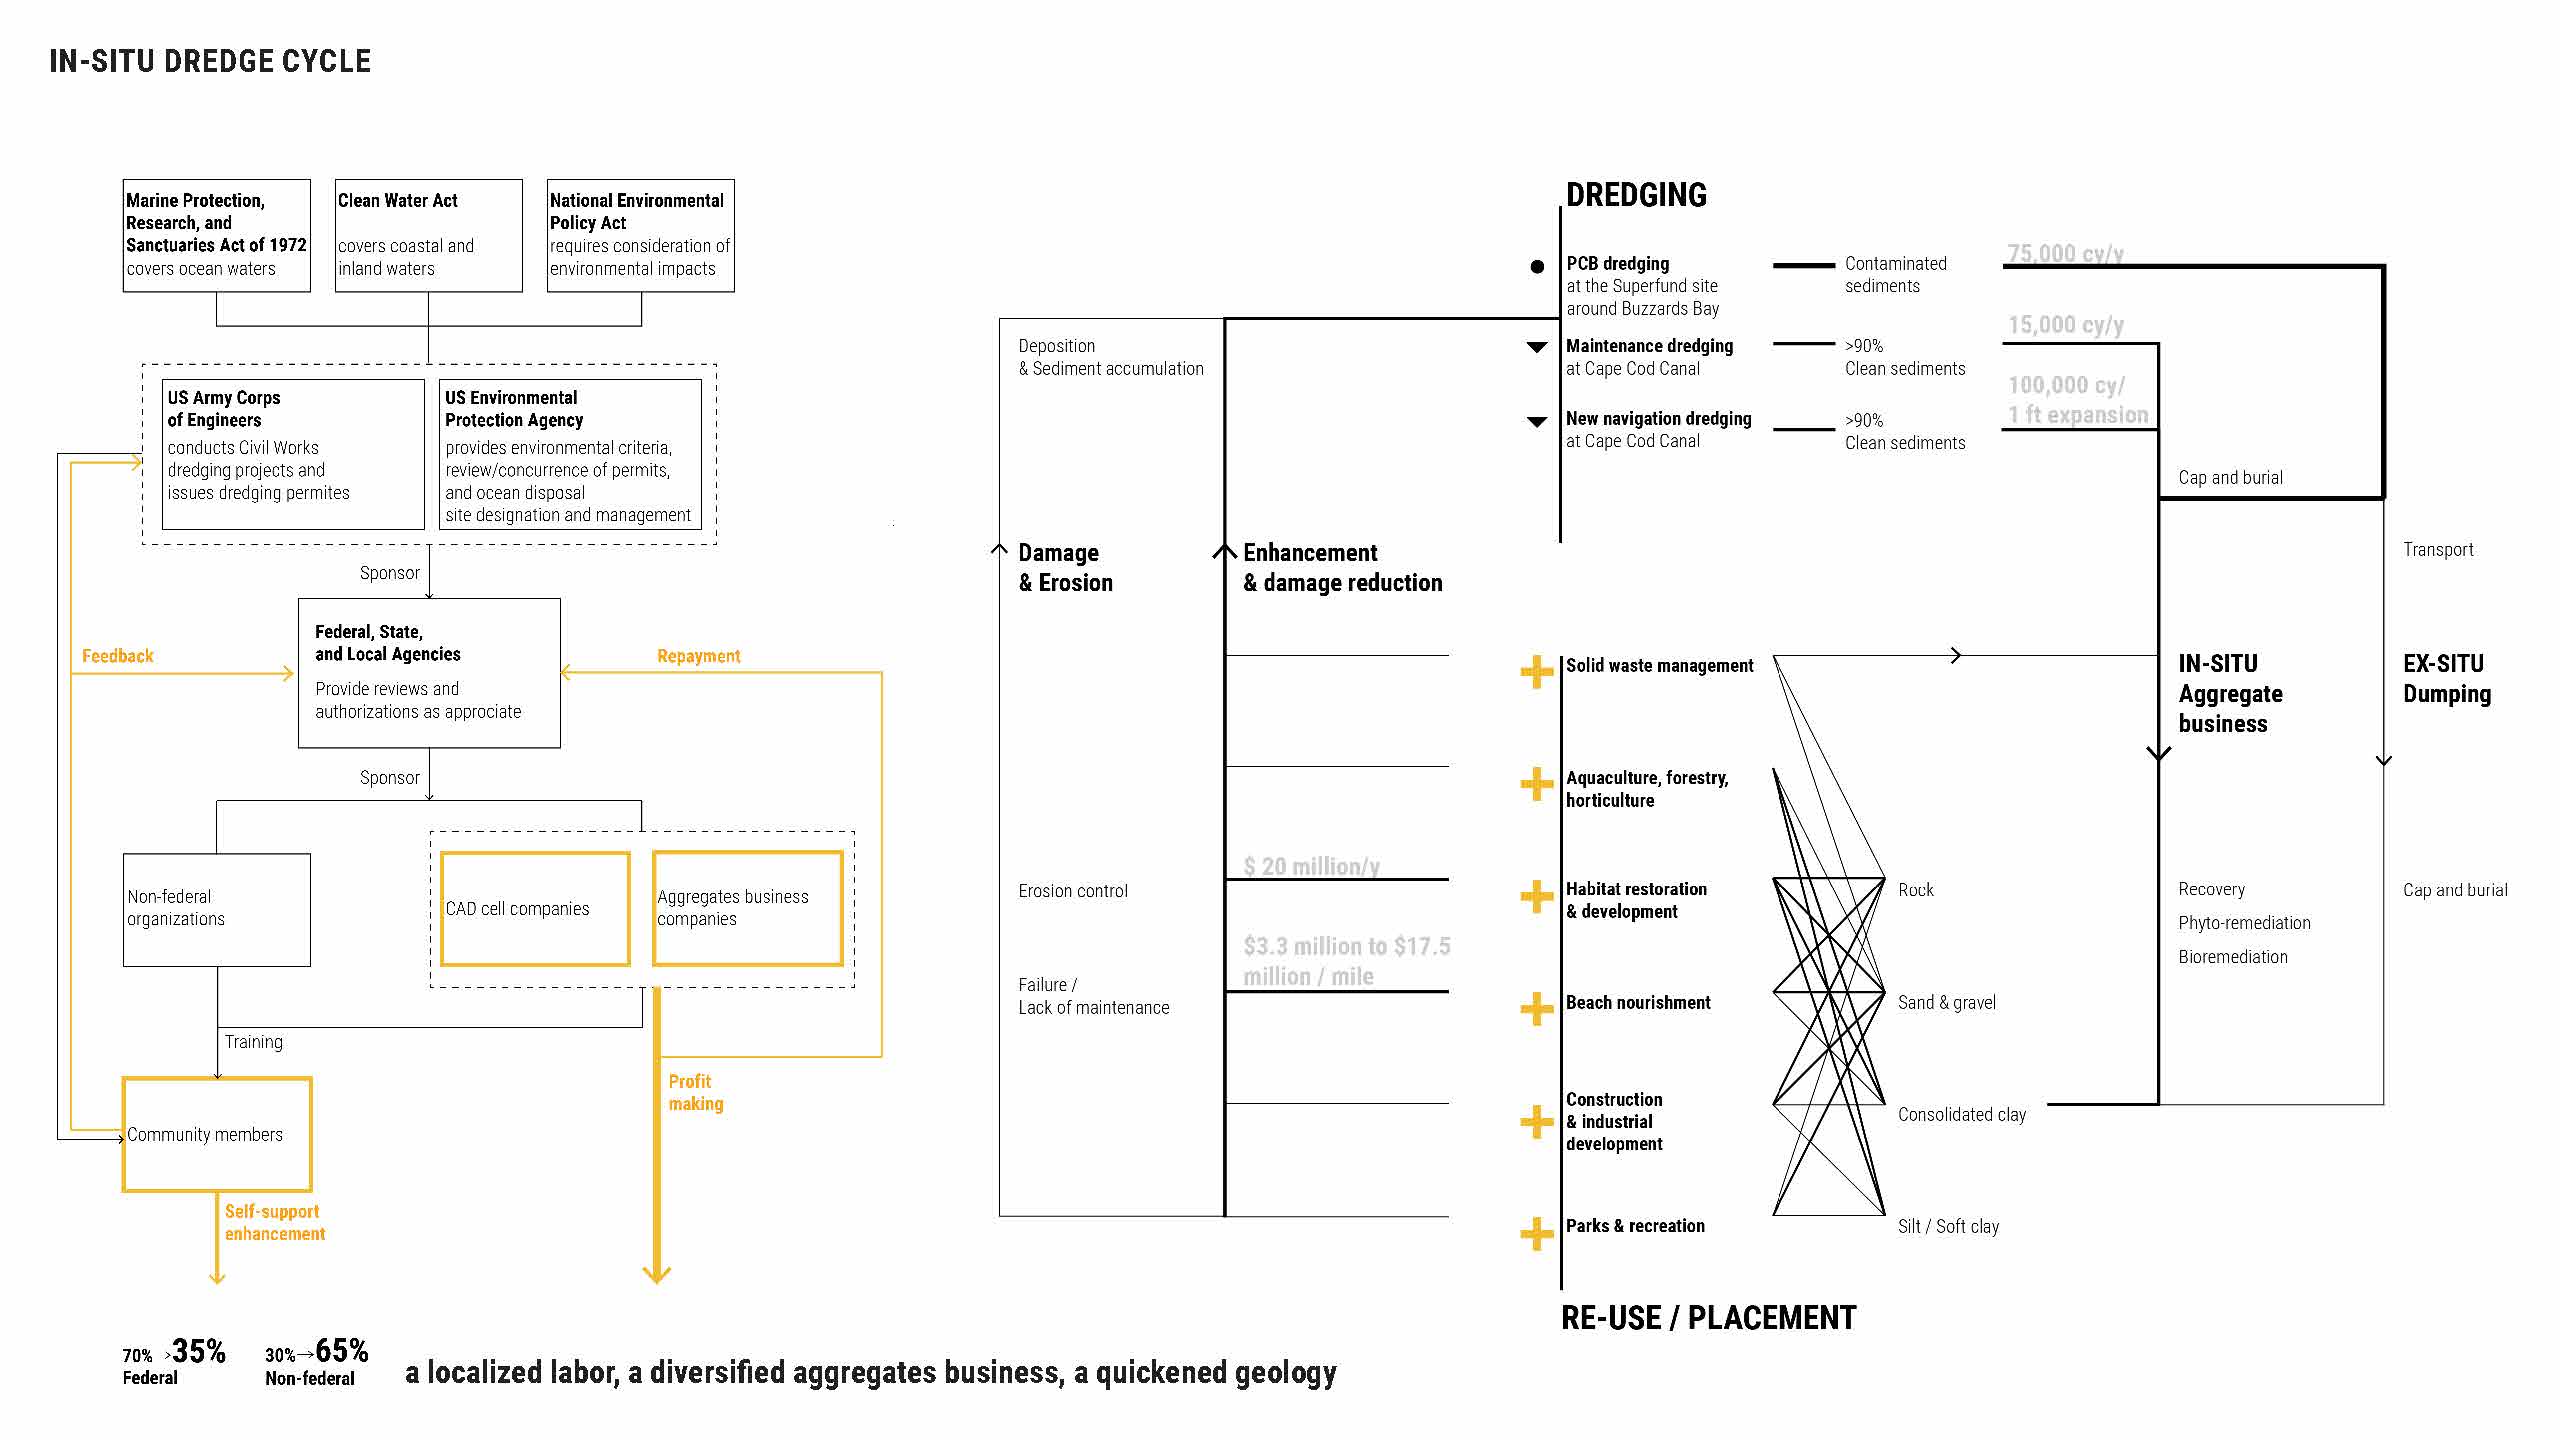 IN-SITU DREDGE CYCLE
Marine Protection,
Research, and
Sanctuaries Act of 1972
covers ocean waters
Clean Water Act
covers coastal and
inland waters
National Environmental
Policy Act
requires consideration of
environmental impacts
US Army Corps
of Engineers
conducts Civil Works
dredging projects and
issues dredging permites
US Environmental
Protection Agency
provides environmental criteria,
review/concurrence of permits,
and ocean disposal
site designation and management
Sponsor
Federal, State,
and Local Agencies
Provide reviews and
authorizations as approciate
Feedback
Repayment
Sponsor
Non-federal
organizations
CAD cell companies
Aggregates business
companies
Training
Profit
making
Community members
Self-support
enhancement
70% >35%
Federal
30%→65%
Non-federal
a localized labor, a diversified aggregates business, a quickened geology
Deposition
& Sediment accumulation
Damage
& Erosion
Erosion control
Failure /
Lack of maintenance
Enhancement
& damage reduction
$ 20 million/y
$3.3 million to $17.5
million / mile
DREDGING
PCB dredging
at the Superfund site
around Buzzards Bay
Contaminated
sediments
75,000 cy/y
Maintenance dredging
at Cape Cod Canal
>90%
Clean sediments
15,000 cy/y
New navigation dredging
at Cape Cod Canal
>90%
Clean sediments
100,000 cy/
1 ft expansion
Cap and burial
Transport
Solid waste management
Aquaculture, forestry,
horticulture
Habitat restoration
& development
Beach nourishment
Construction
& industrial
development
Parks & recreation
Rock
Sand & gravel
Consolidated clay
Silt / Soft clay
IN-SITU
Aggregate
business
Recovery
Phyto-remediation
Bioremediation
EX-SITU
Dumping
Cap and burial
RE-USE / PLACEMENT